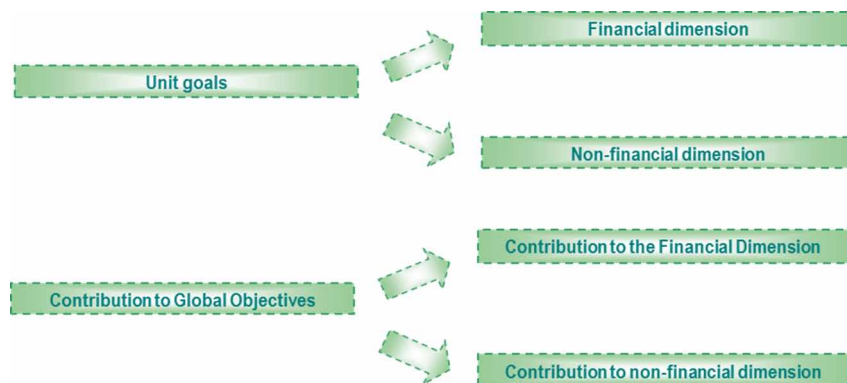 Financial dimension
Unit goals
Non-financial dimension
Contribution to the Financial Dimension
Contribution to Global Objectives
Contribution to non-financial dimension